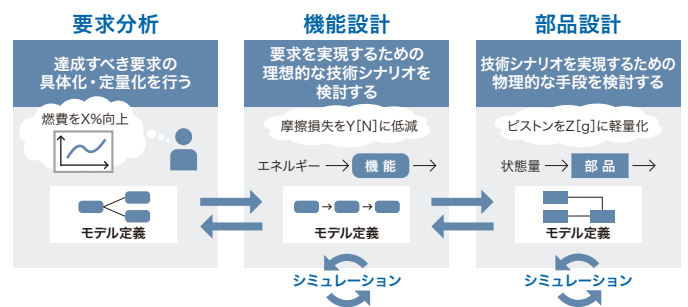 要求分析
達成すべき要求の
具体化・定量化を行う
燃費をX%向上
モデル定義
機能設計
要求を実現するための
理想的な技術シナリオを
検討する
摩擦損失をY[N]に低減
エネルギー
機能
モデル定義
シミュレーション
部品設計
技術シナリオを実現するための
物理的な手段を検討する
ピストンをZ[g]に軽量化
状態量
部品
モデル定義
シミュレーション